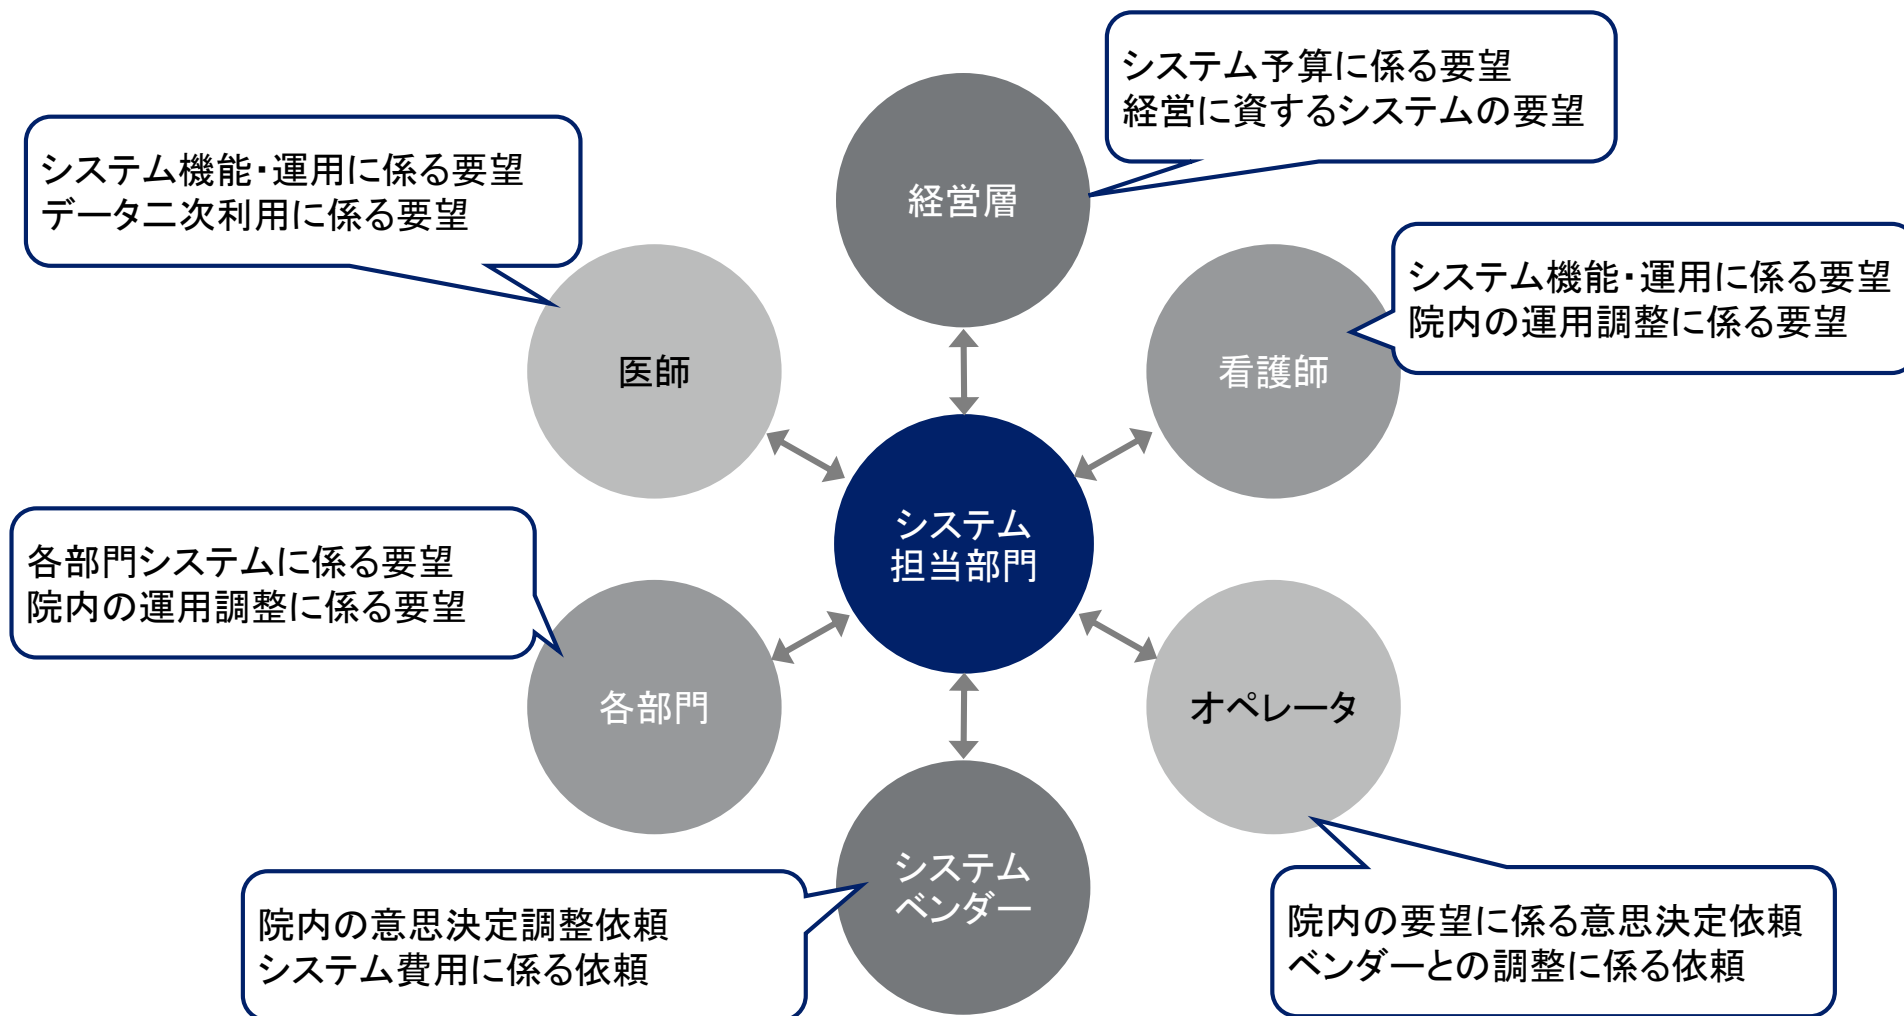 システム予算に係る要望
経営に資するシステムの要望
システム機能・運用に係る要望
データ二次利用に係る要望
経営層
システム機能・運用に係る要望
院内の運用調整に係る要望
医師
看護師
システム
担当部門
各部門システムに係る要望
院内の運用調整に係る要望
各部門
オペレータ
システム
ベンダー
院内の意思決定調整依頼
システム費用に係る依頼
院内の要望に係る意思決定依頼
ベンダーとの調整に係る依頼